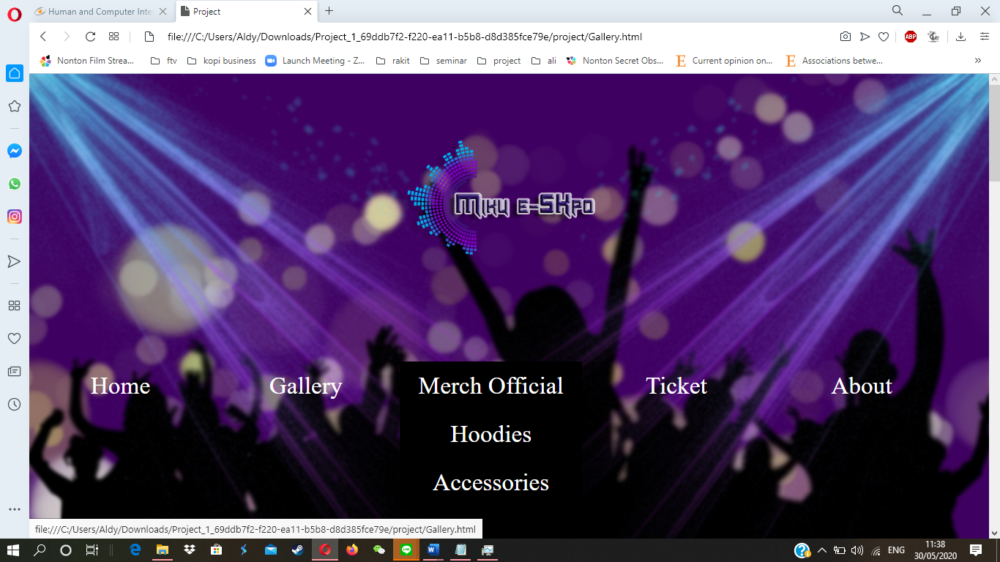 Human and Computer Inte
Project
file:///C:/Users/Aldy/Downloads/Project_1_69ddb7f2-f220-ea11-b5b8-d8d385fce79e/project/Gallery.html
ABP
Nonton Film Strea... ftv kopi business Launch Meeting - Z... rakit seminar project ali Nonton Secret Obs... Current opinion on... Associations betwe...
Miku e-SKpo
Home Gallery Merch Official Ticket About
Hoodies
Accessories
file:///C:/Users/Aldy/Downloads/Project_1_69ddb7f2-f220-ea11-b5b8-d8d385fce79e/project/Gallery.html
ENG
11:38
30/05/2020